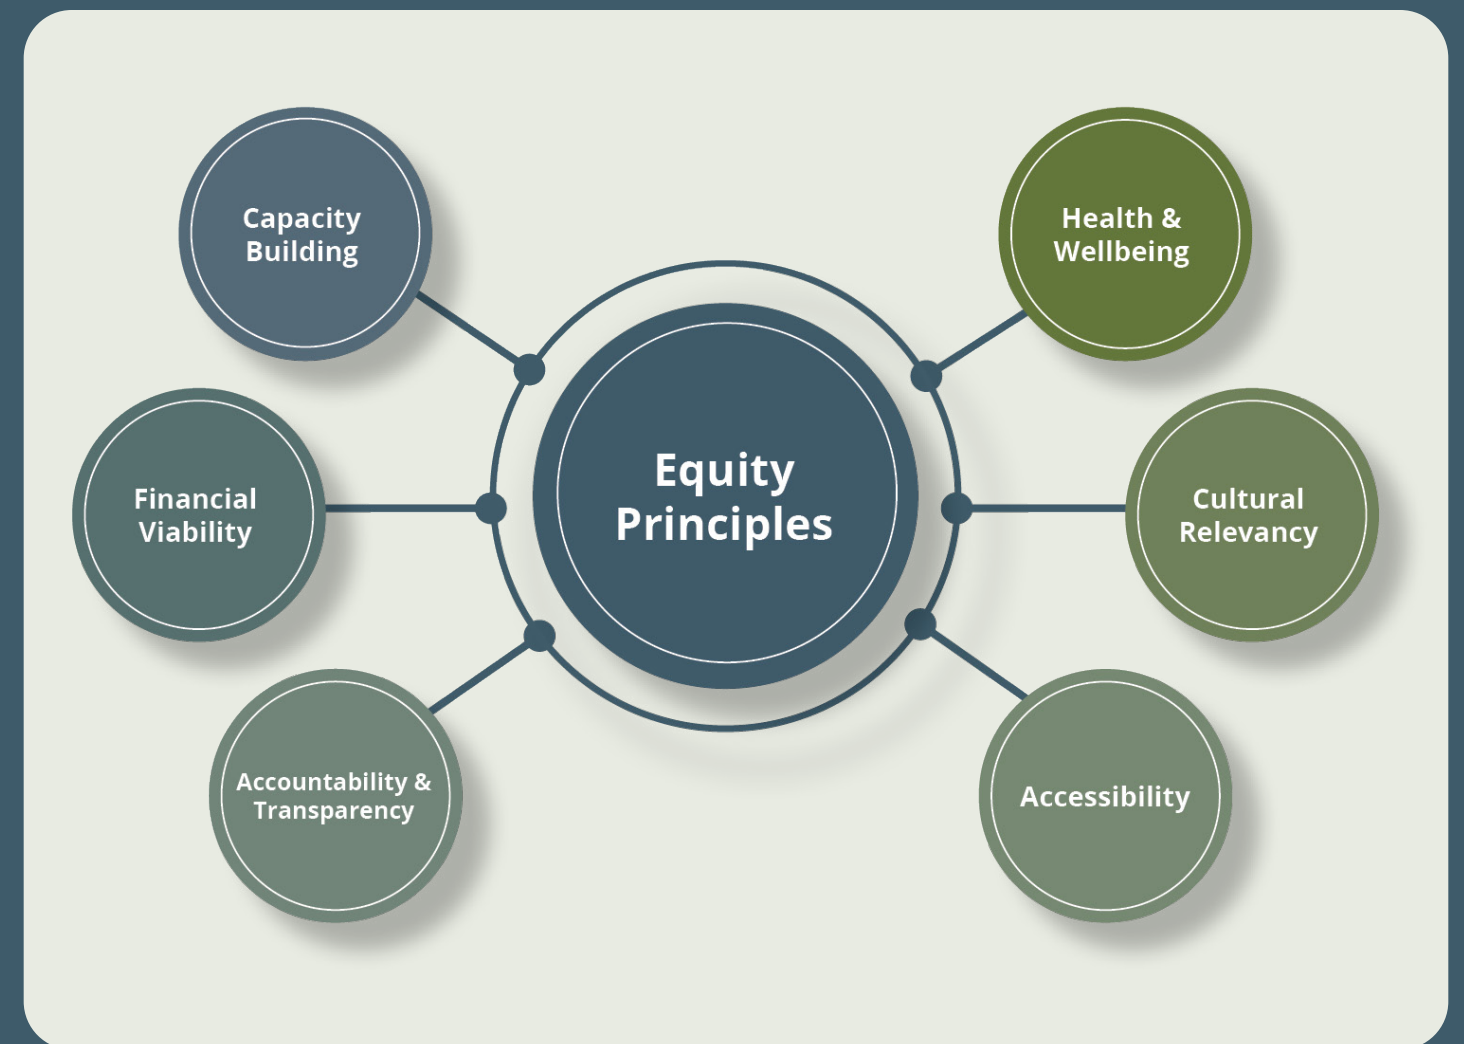 Capacity
Building
Health &
Wellbeing
Equity
Principles
Financial
Viability
Cultural
Relevancy
Accountability &
Transparency
Accessibility